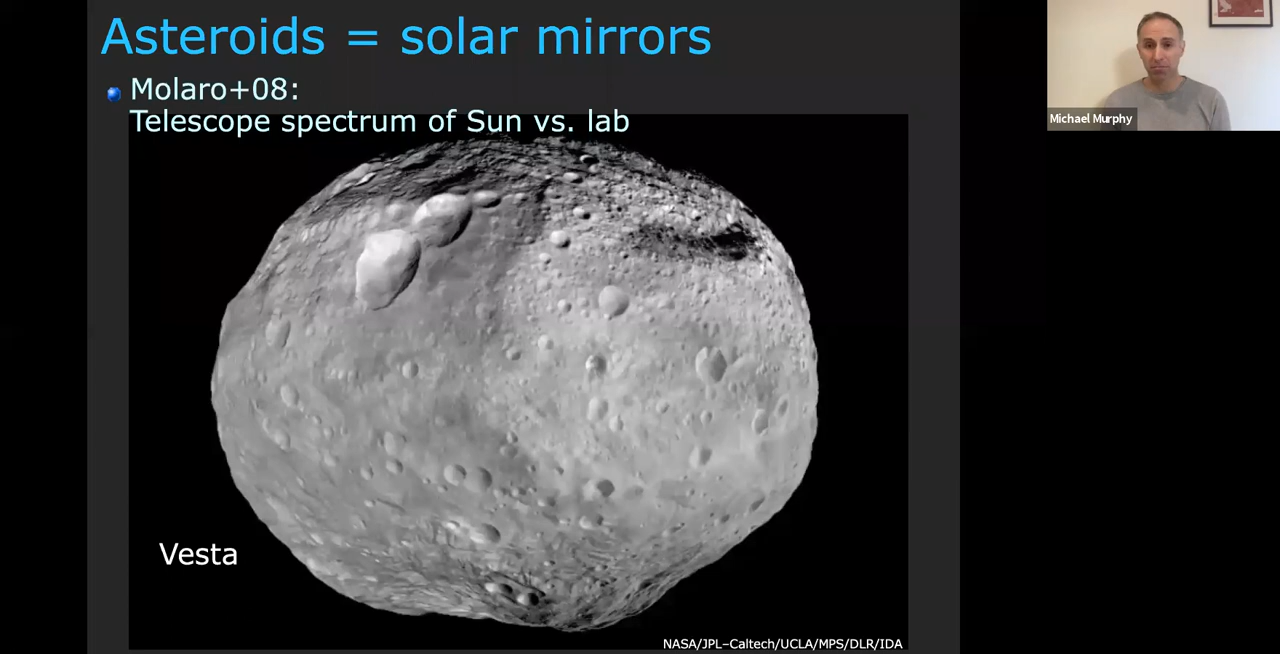 Asteroids = solar mirrors
Molaro+08:
Telescope spectrum of Sun vs. lab
Michael Murphy
Vesta
NASA/JPL–Caltech/UCLA/MPS/DLR/IDA